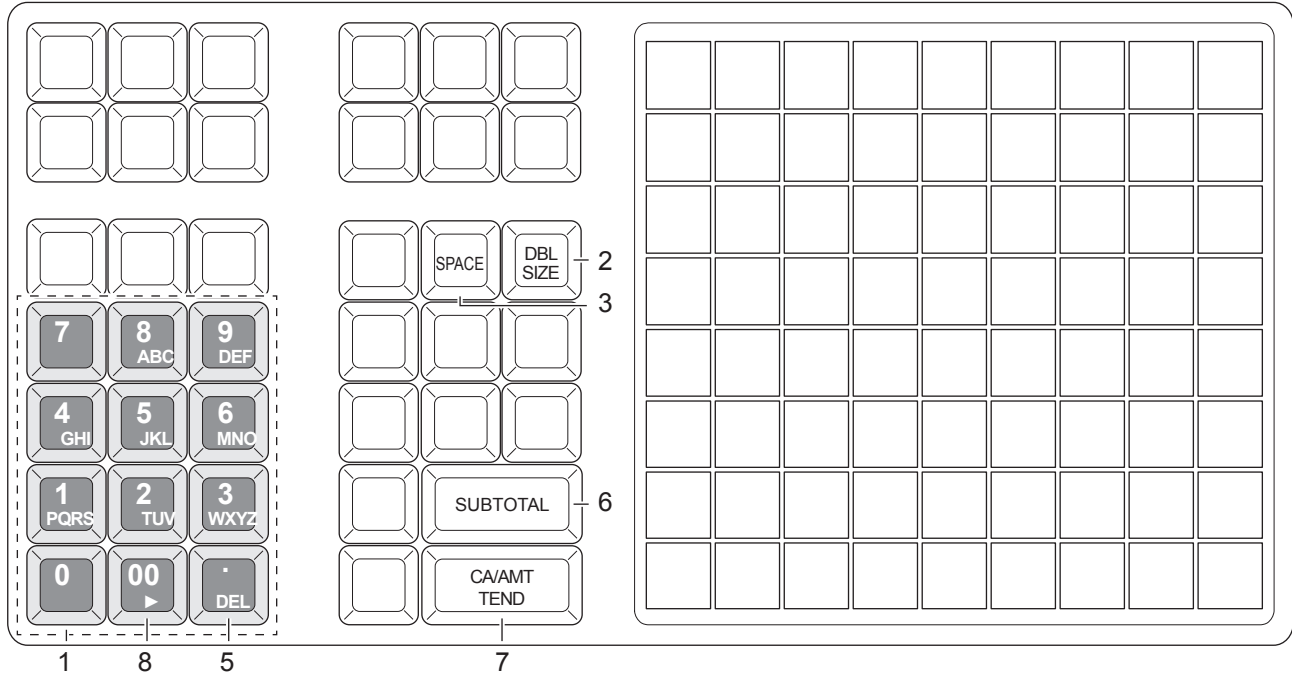 SPACE
DBL
SIZE
2
3
7
8
ABC
9
DEF
4
GHI
5
JKL
6
MNO
1
PQRS
2
TUV
3
WXYZ
SUBTOTAL
6
0
00
►
.
DEL
CA/AMT
TEND
1
8
5
7